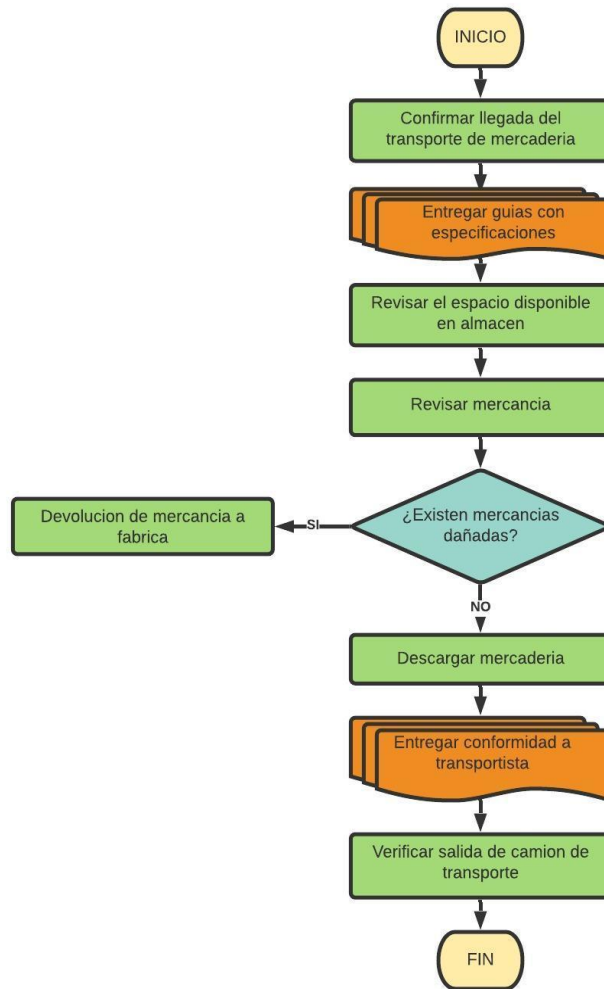 INICIO
Confirmar llegada del
transporte de mercaderia
Entregar guias con
especificaciones
Revisar el espacio disponible
en almacen
Revisar mercancia
¿Existen mercancias
dañadas?
SI
Devolucion de mercancia a
fabrica
NO
Descargar mercaderia
Entregar conformidad a
transportista
Verificar salida de camion de
transporte
FIN